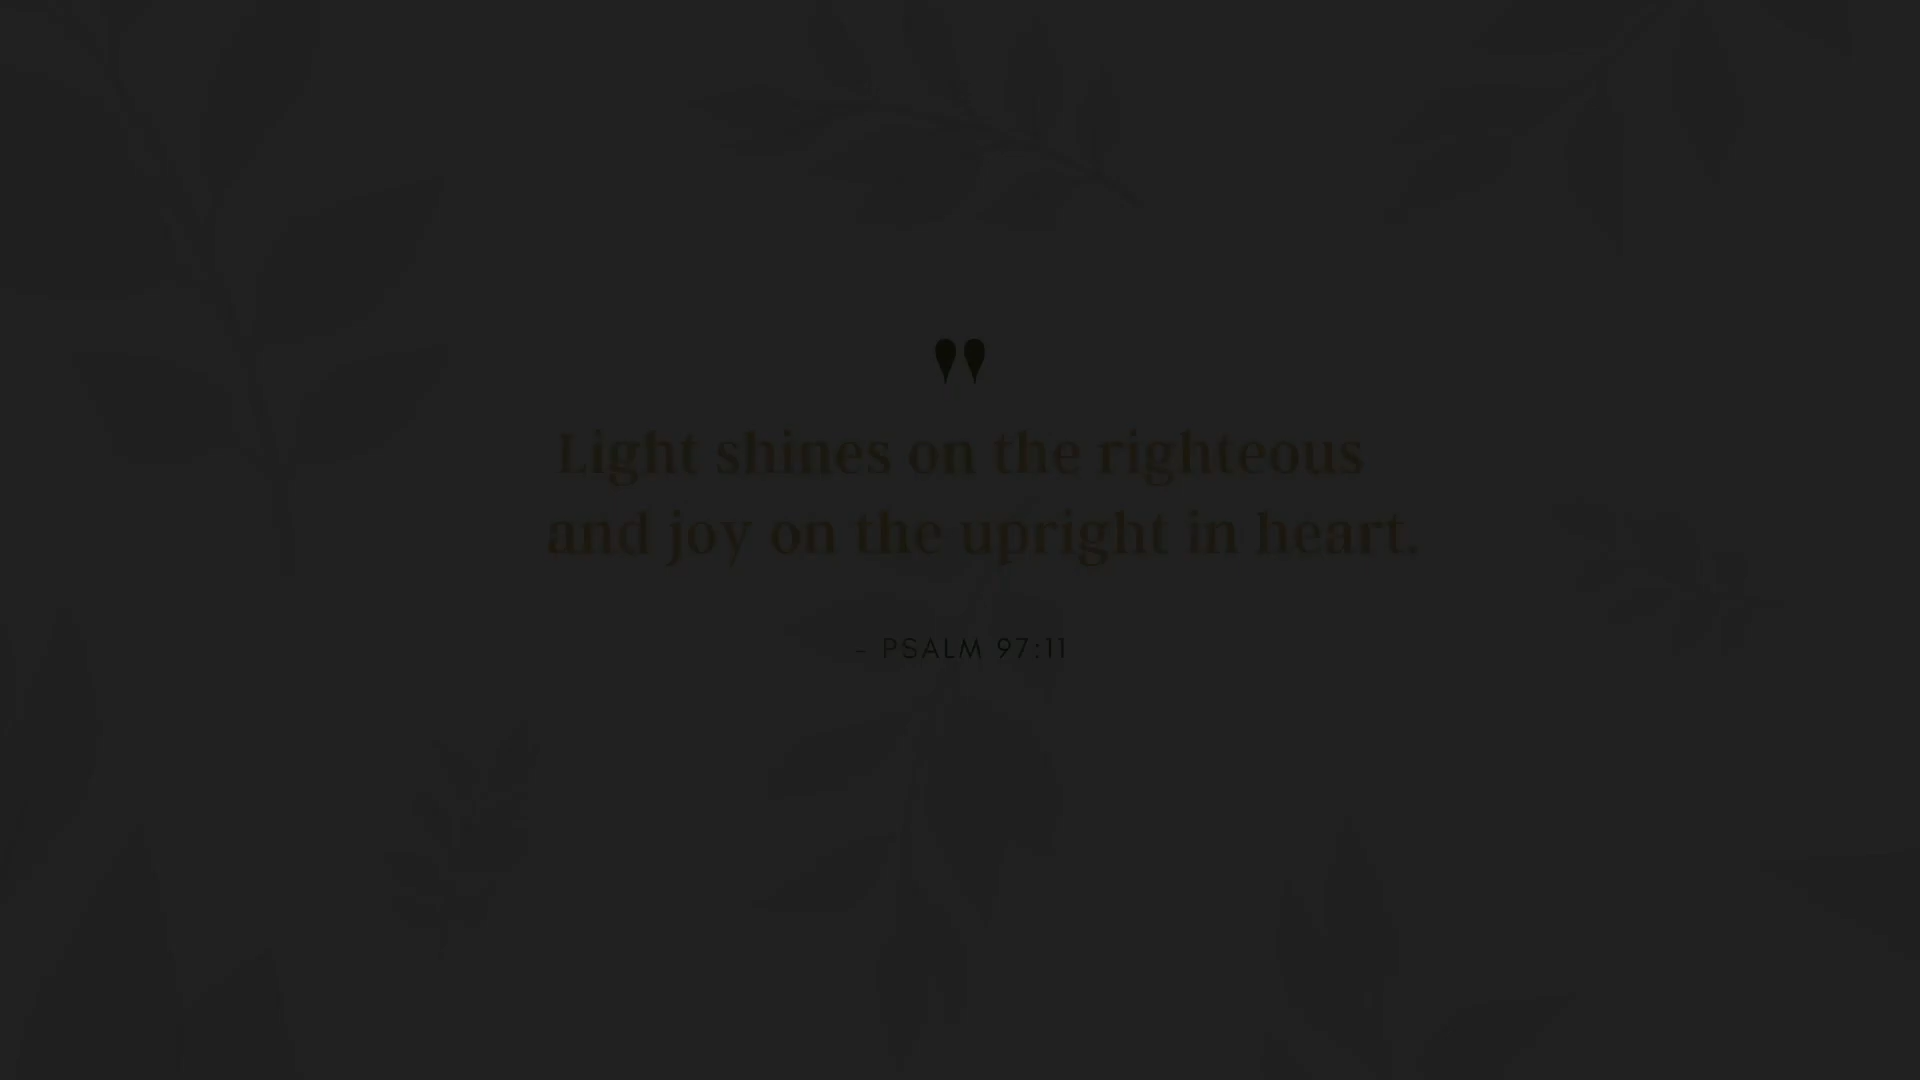 "
Light shines on the righteous
and joy on the upright in heart.
– PSALM 97:11